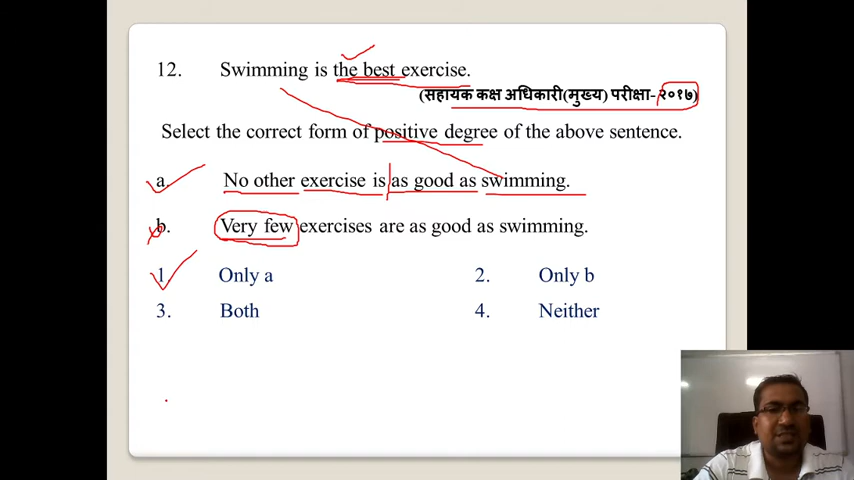 12. Swimming is the best exercise.
(सहायक कक्ष अधिकारी(मुख्य) परीक्षा-२०१७)
Select the correct form of positive degree of the above sentence.
a. No other exercise is as good as swimming.
b. Very few exercises are as good as swimming.
1. Only a 2. Only b
3. Both 4. Neither